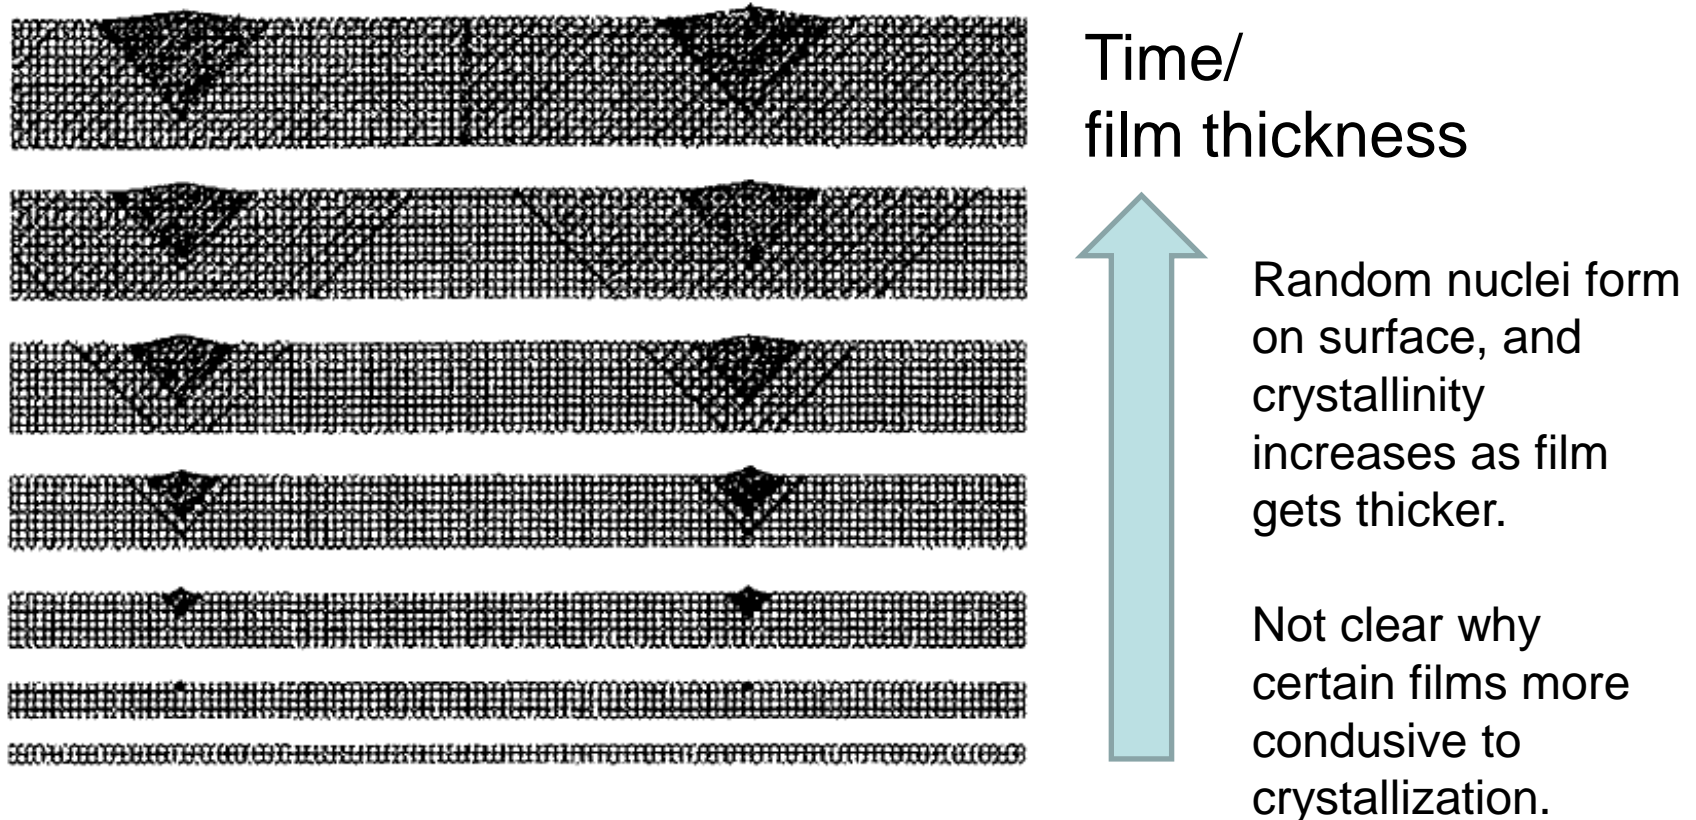 Time/
film thickness
Random nuclei form
on surface, and
crystallinity
increases as film
gets thicker.
Not clear why
certain films more
condusive to
crystallization.